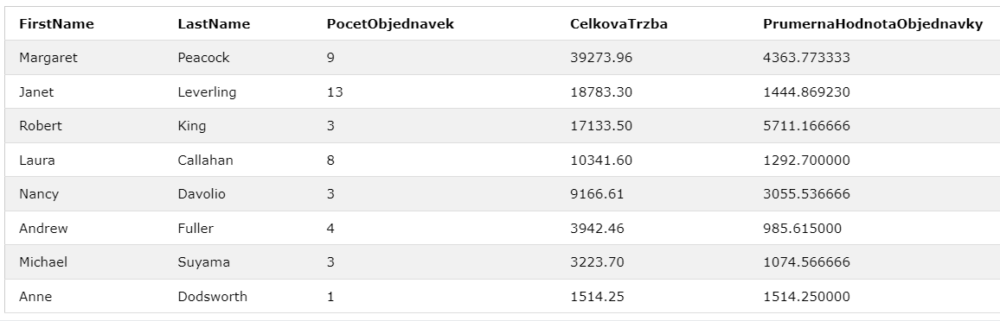 FirstName LastName PocetObjednavek CelkovaTrzba PrumernaHodnotaObjednavky
Margaret Peacock 9 39273.96 4363.773333
Janet Leverling 13 18783.30 1444.869230
Robert King 3 17133.50 5711.166666
Laura Callahan 8 10341.60 1292.700000
Nancy Davolio 3 9166.61 3055.536666
Andrew Fuller 4 3942.46 985.615000
Michael Suyama 3 3223.70 1074.566666
Anne Dodsworth 1 1514.25 1514.250000